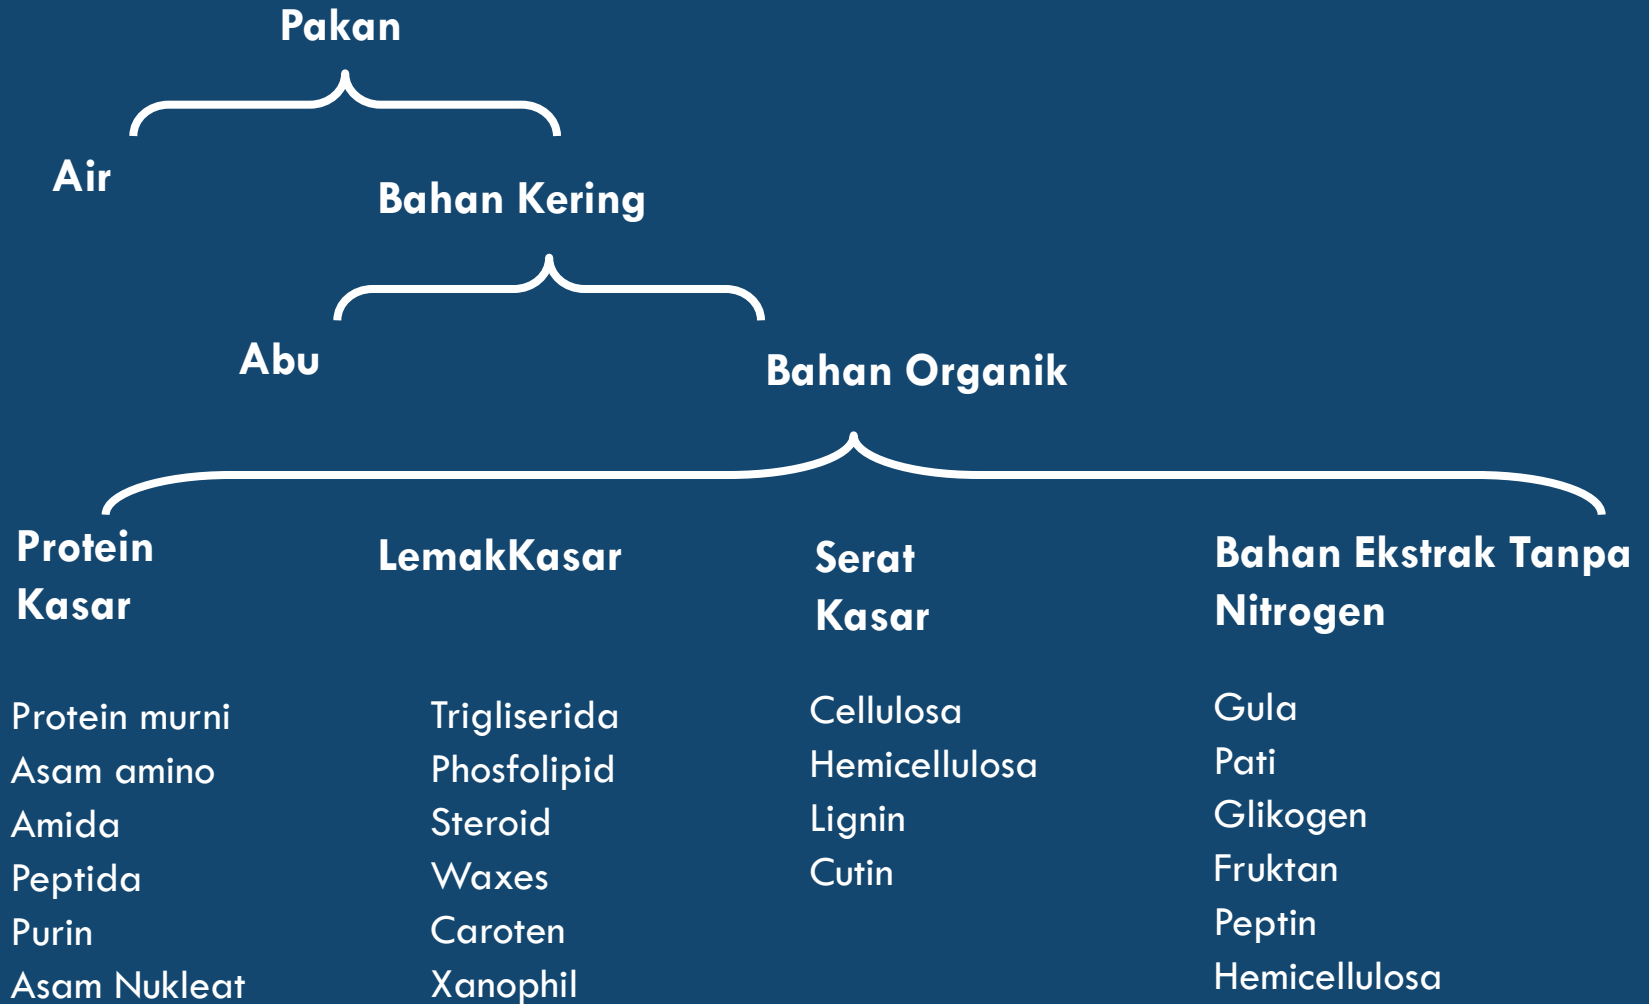 Pakan
Air
Bahan Kering
Abu
Bahan Organik
Protein
Kasar
LemakKasar
Serat
Kasar
Bahan Ekstrak Tanpa
Nitrogen
Protein murni
Asam amino
Amida
Peptida
Purin
Asam Nukleat
Trigliserida
Phosfolipid
Steroid
Waxes
Caroten
Xanophil
Cellulosa
Hemicellulosa
Lignin
Cutin
Gula
Pati
Glikogen
Fruktan
Peptin
Hemicellulosa